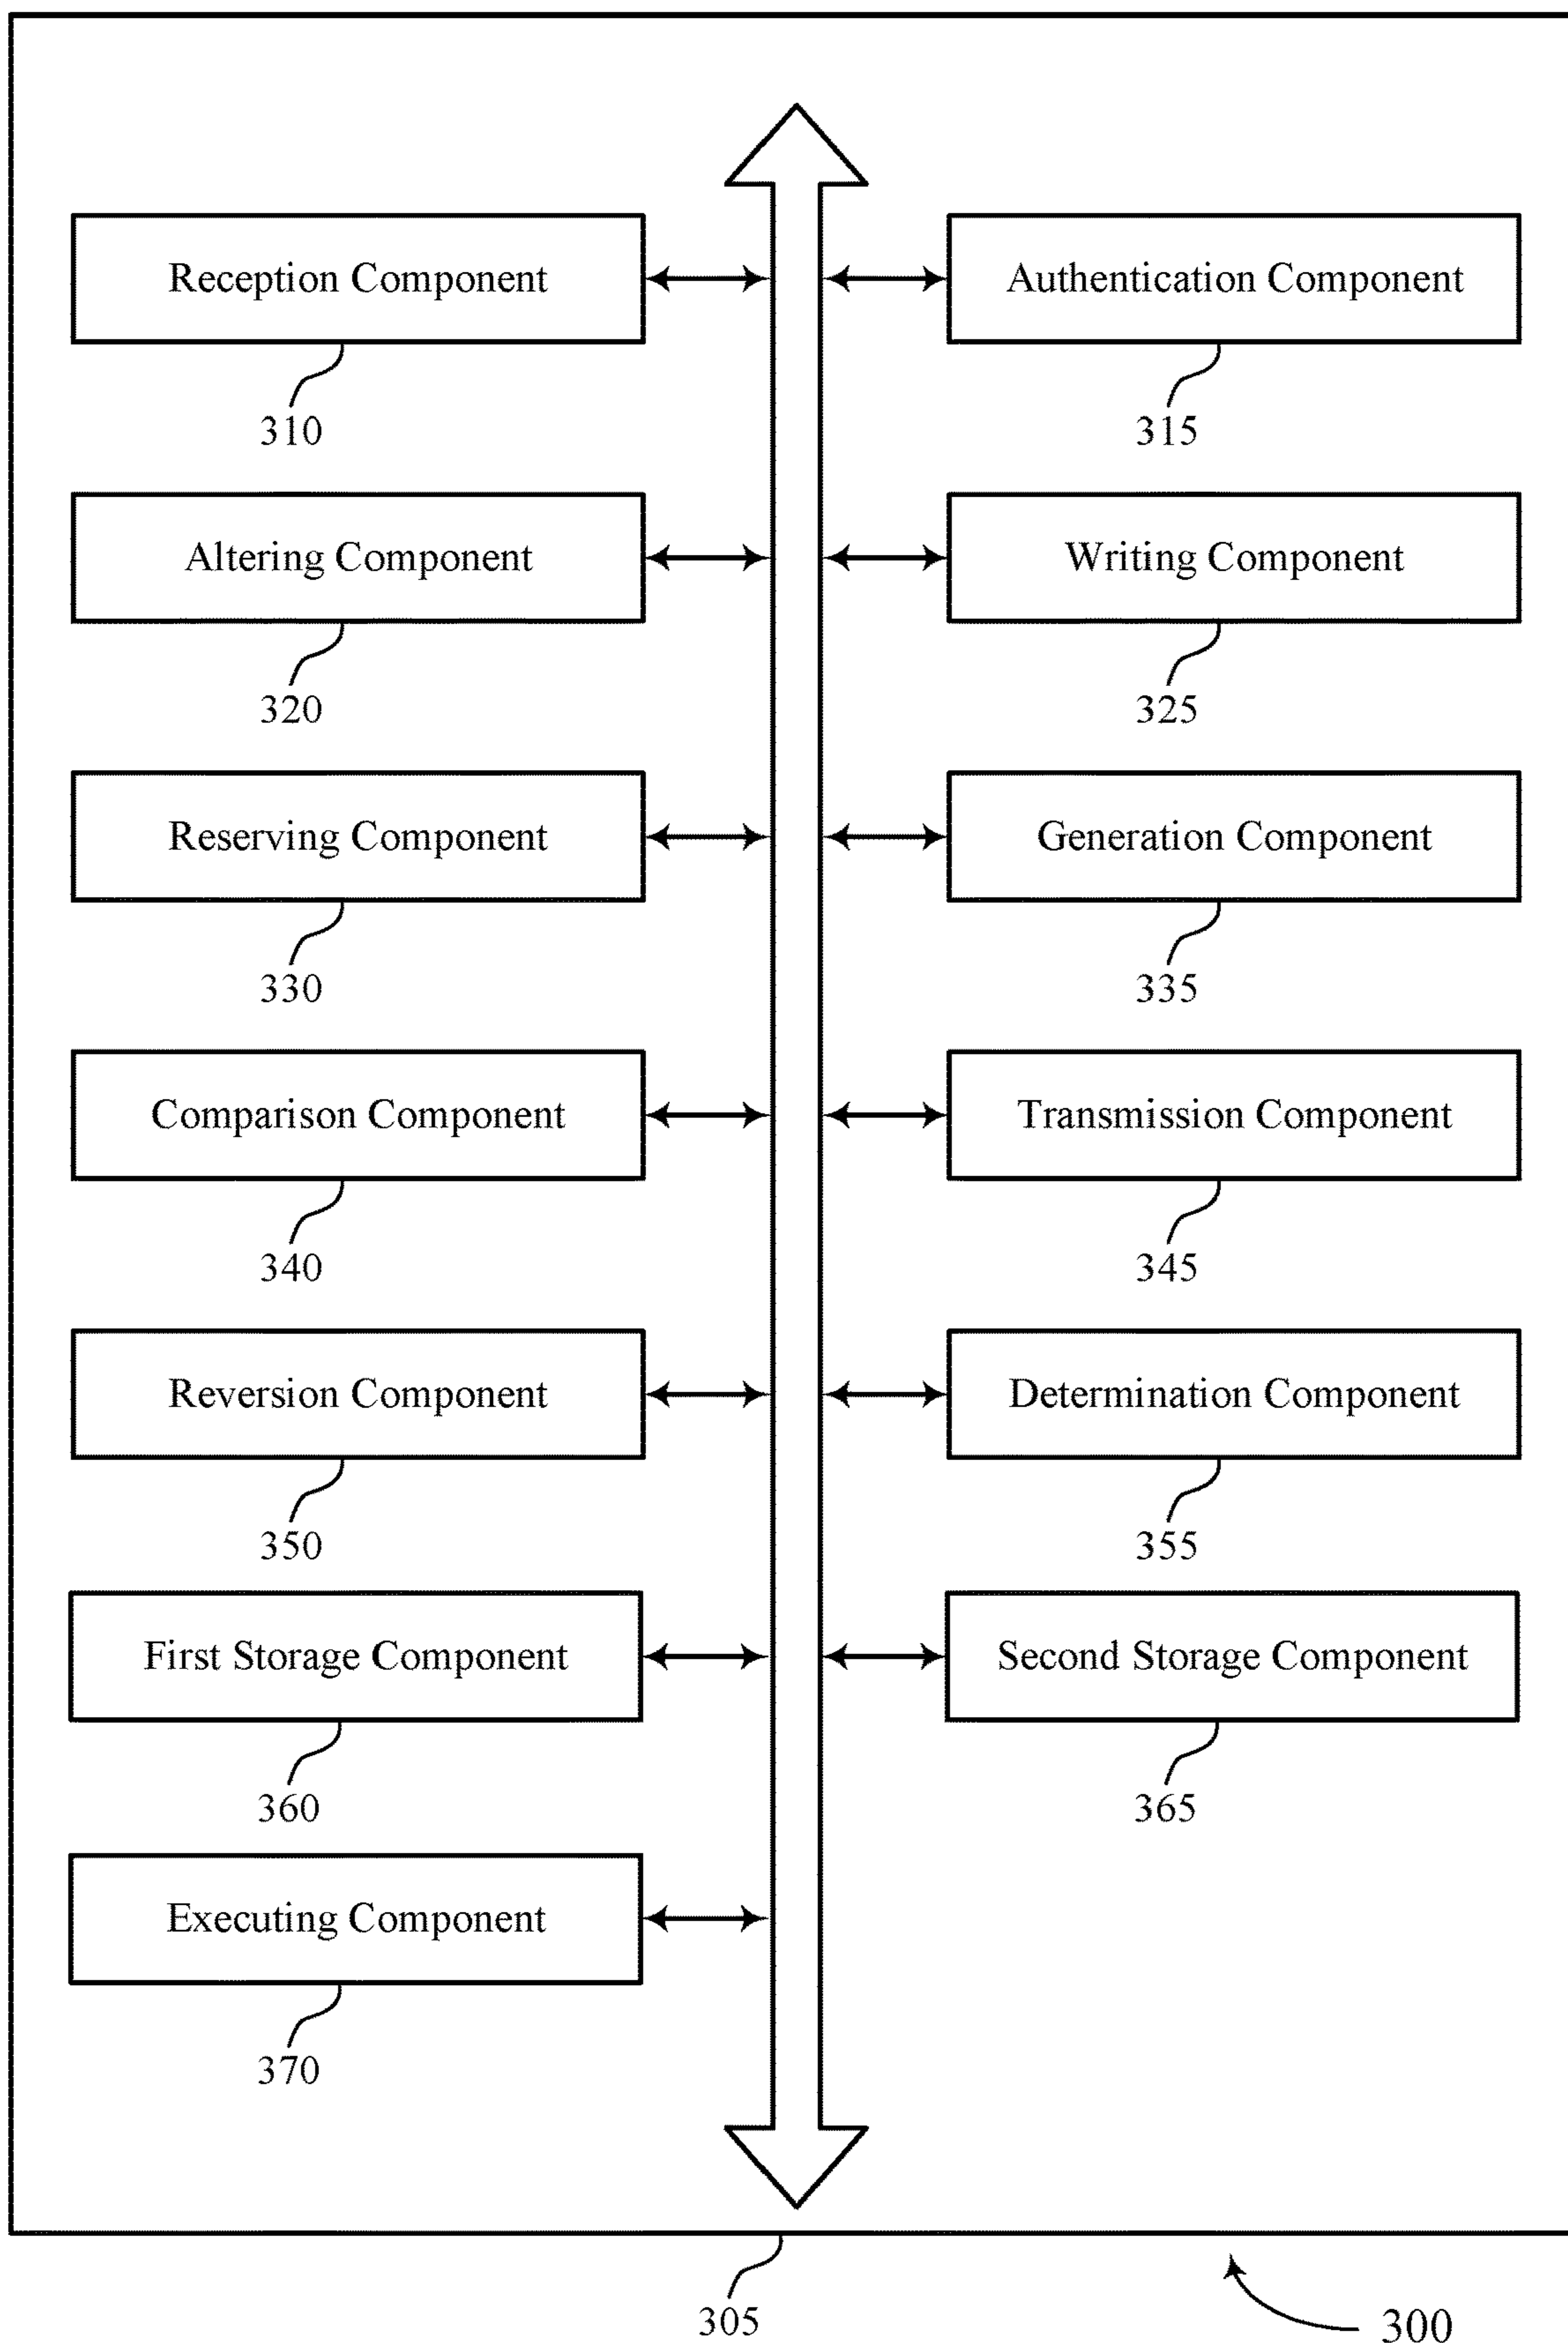 Reception Component
310
Authentication Component
315
Altering Component
320
Writing Component
325
Reserving Component
330
Generation Component
335
Comparison Component
340
Transmission Component
345
Reversion Component
350
Determination Component
355
First Storage Component
360
Second Storage Component
365
Executing Component
370
305
300